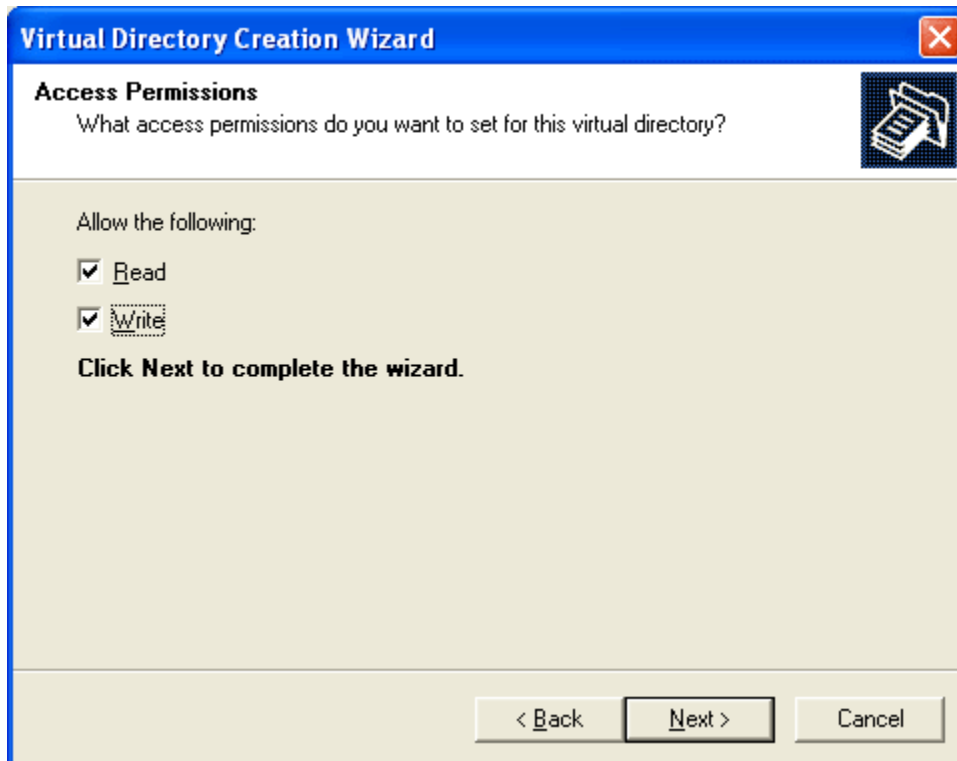 Virtual Directory Creation Wizard
Access Permissions
What access permissions do you want to set for this virtual directory?
Allow the following:
Read
Write
Click Next to complete the wizard.
< Back
Next >
Cancel